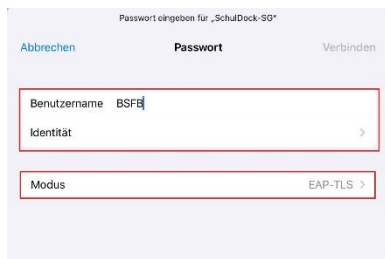 Passwort eingeben für „SchulDock-SG“
Abbrechen Passwort Verbinden
Benutzername BSFB
Identität
Modus EAP-TLS